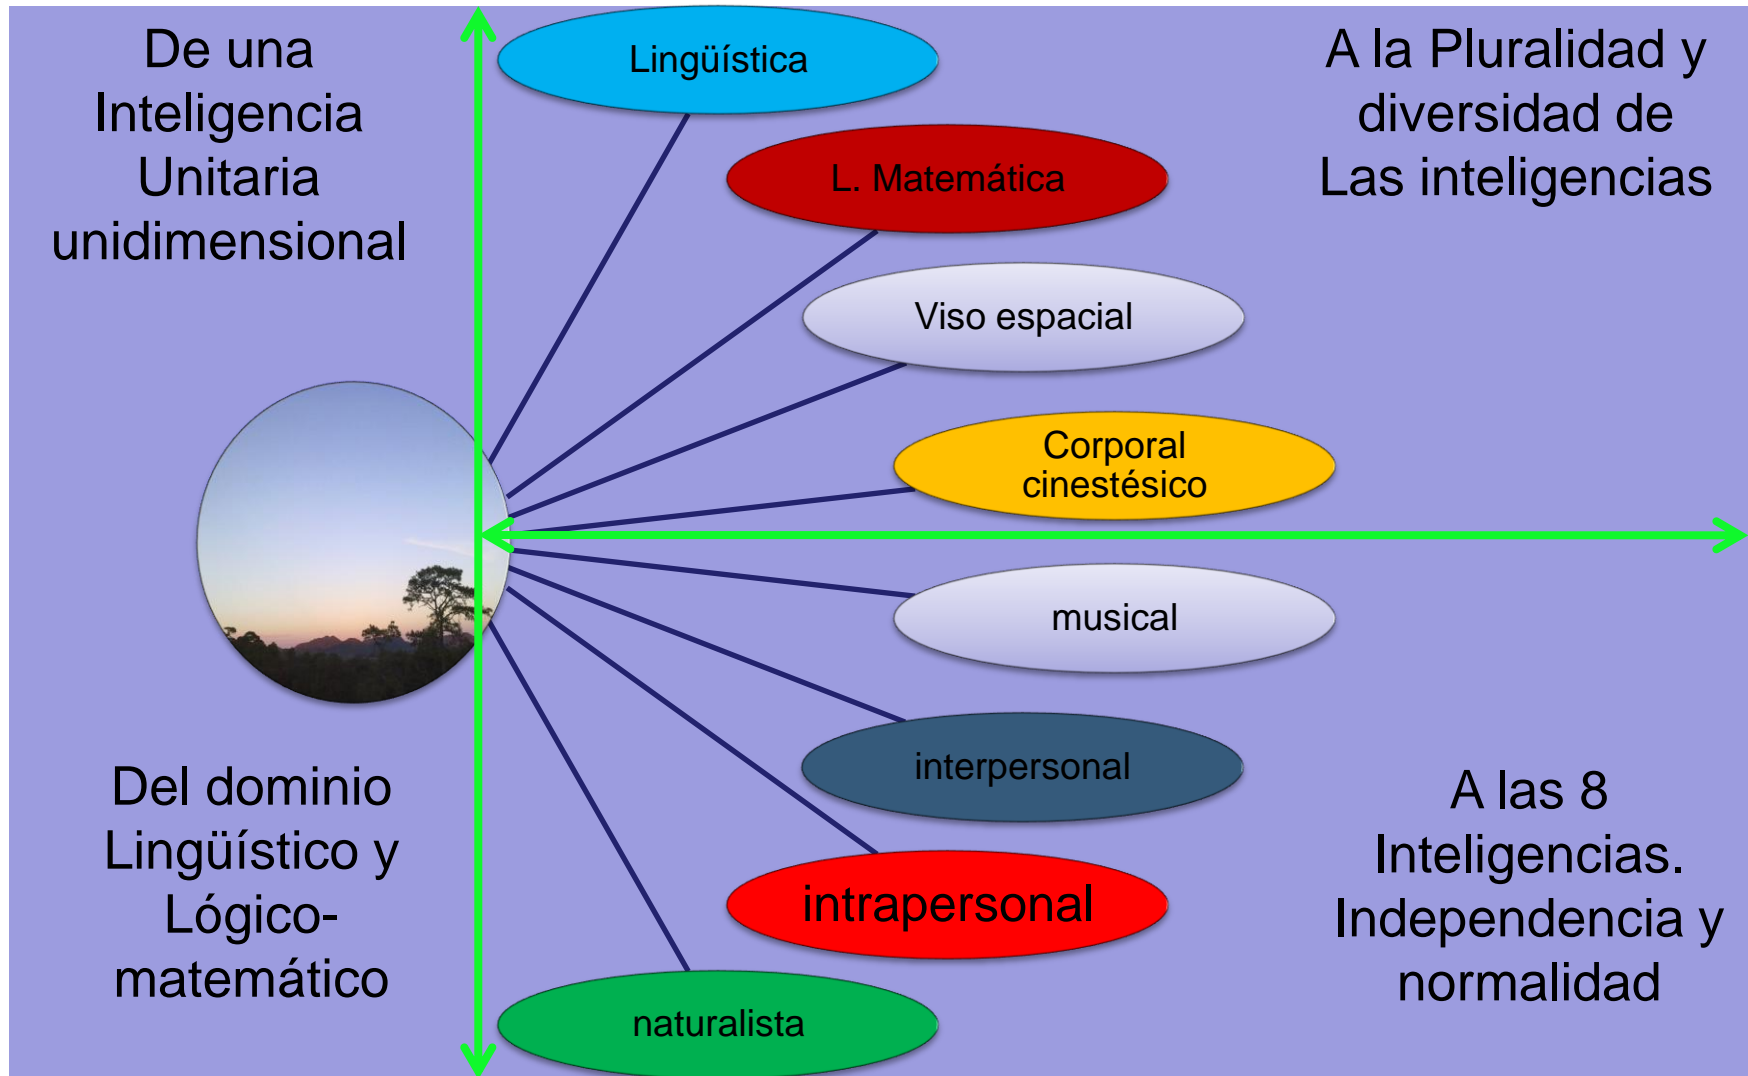 De una
Inteligencia
Unitaria
unidimensional
Lingüística
A la Pluralidad y
diversidad de
Las inteligencias
L. Matemática
Viso espacial
Corporal
cinestésico
musical
interpersonal
intrapersonal
naturalista
Del dominio
Lingüístico y
Lógico-
matemático
A las 8
Inteligencias.
Independencia y
normalidad